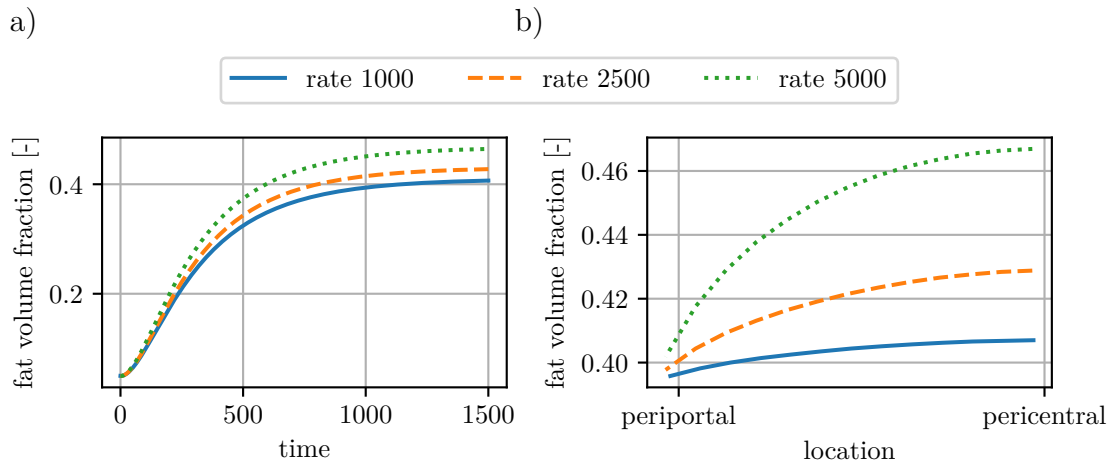 a)
b)
rate 1000
rate 2500
rate 5000
fat volume fraction [-]
0.4
0.2
0
500
1000
1500
time
fat volume fraction [-]
0.46
0.44
0.42
0.40
periportal
pericentral
location